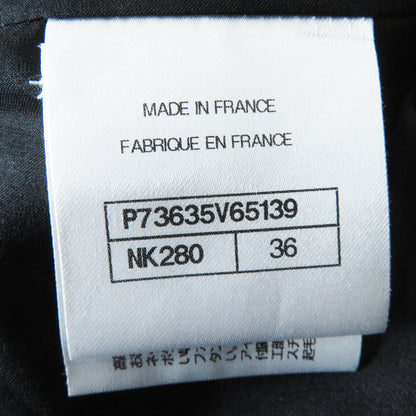 MADE IN FRANCE
FABRIQUE EN FRANCE
P73635V65139
NK280 36